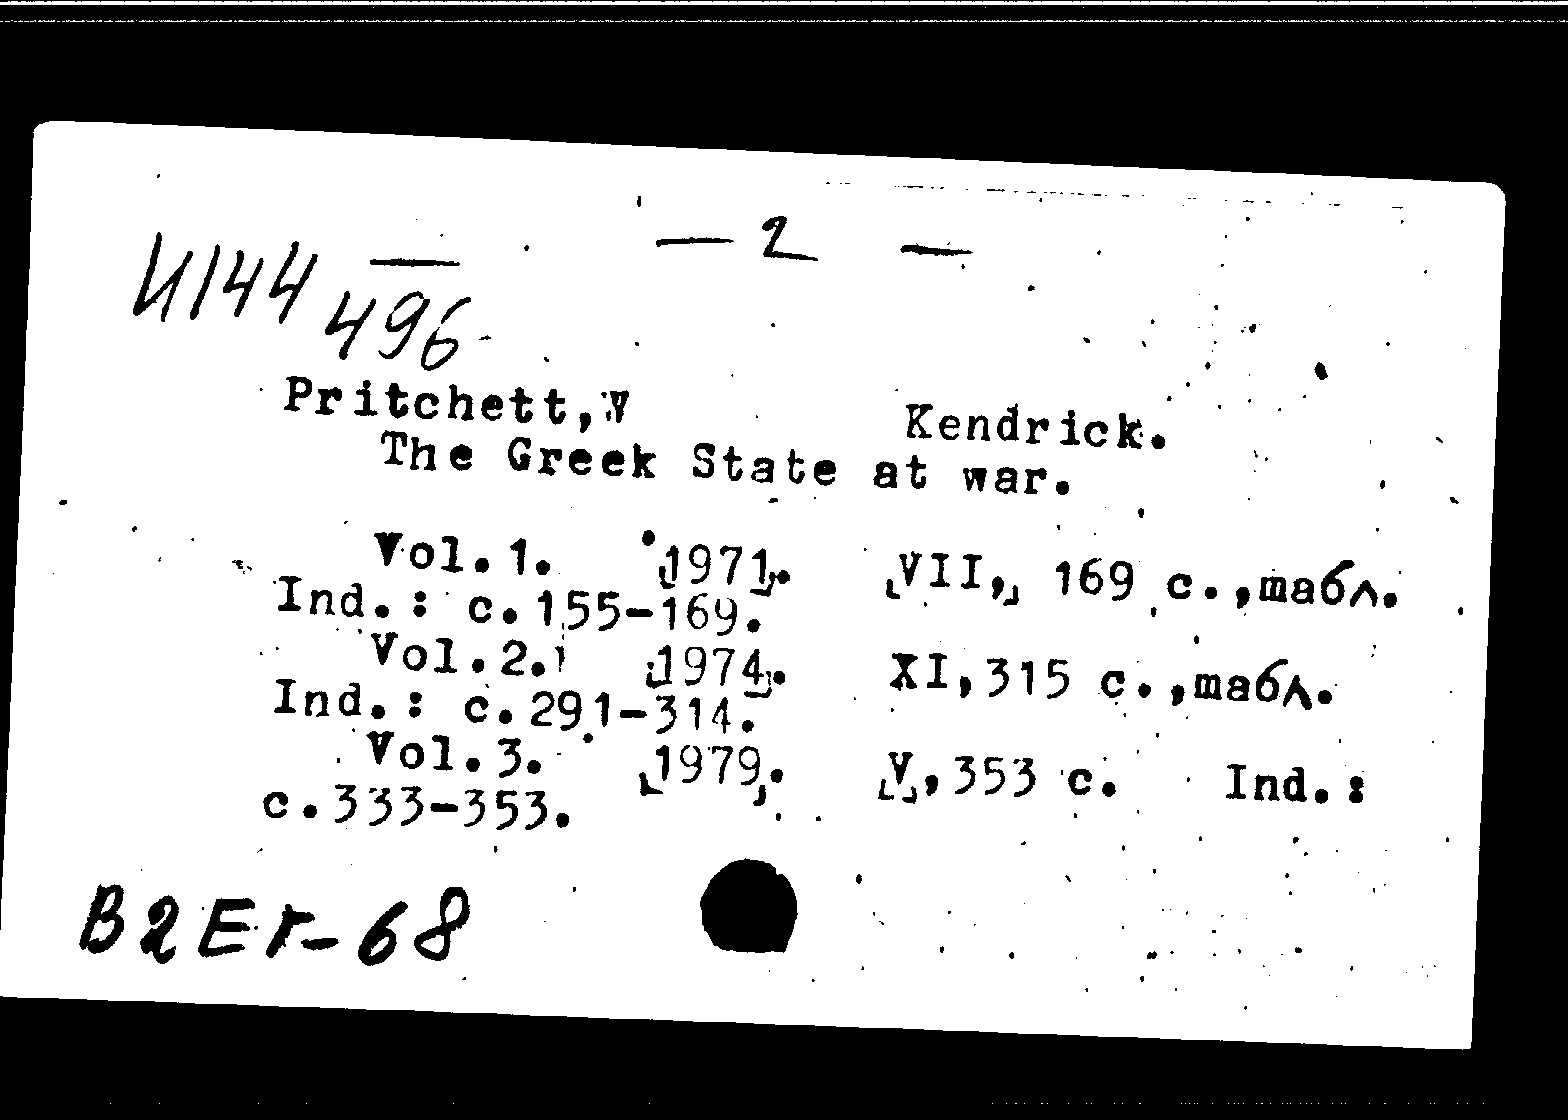 — 2 —
И144 —
496
Pritchett, W Kendrick.
The Greek State at war.
Vol.1. [1971]. [VII,] 169 с.,табл.
Ind.: с.155-169.
Vol.2. [1974]. XI,315 с.,табл.
Ind.: с.291-314.
Vol.3. [1979]. [V],353 с. Ind.:
с.333-353.
В2Ег-68